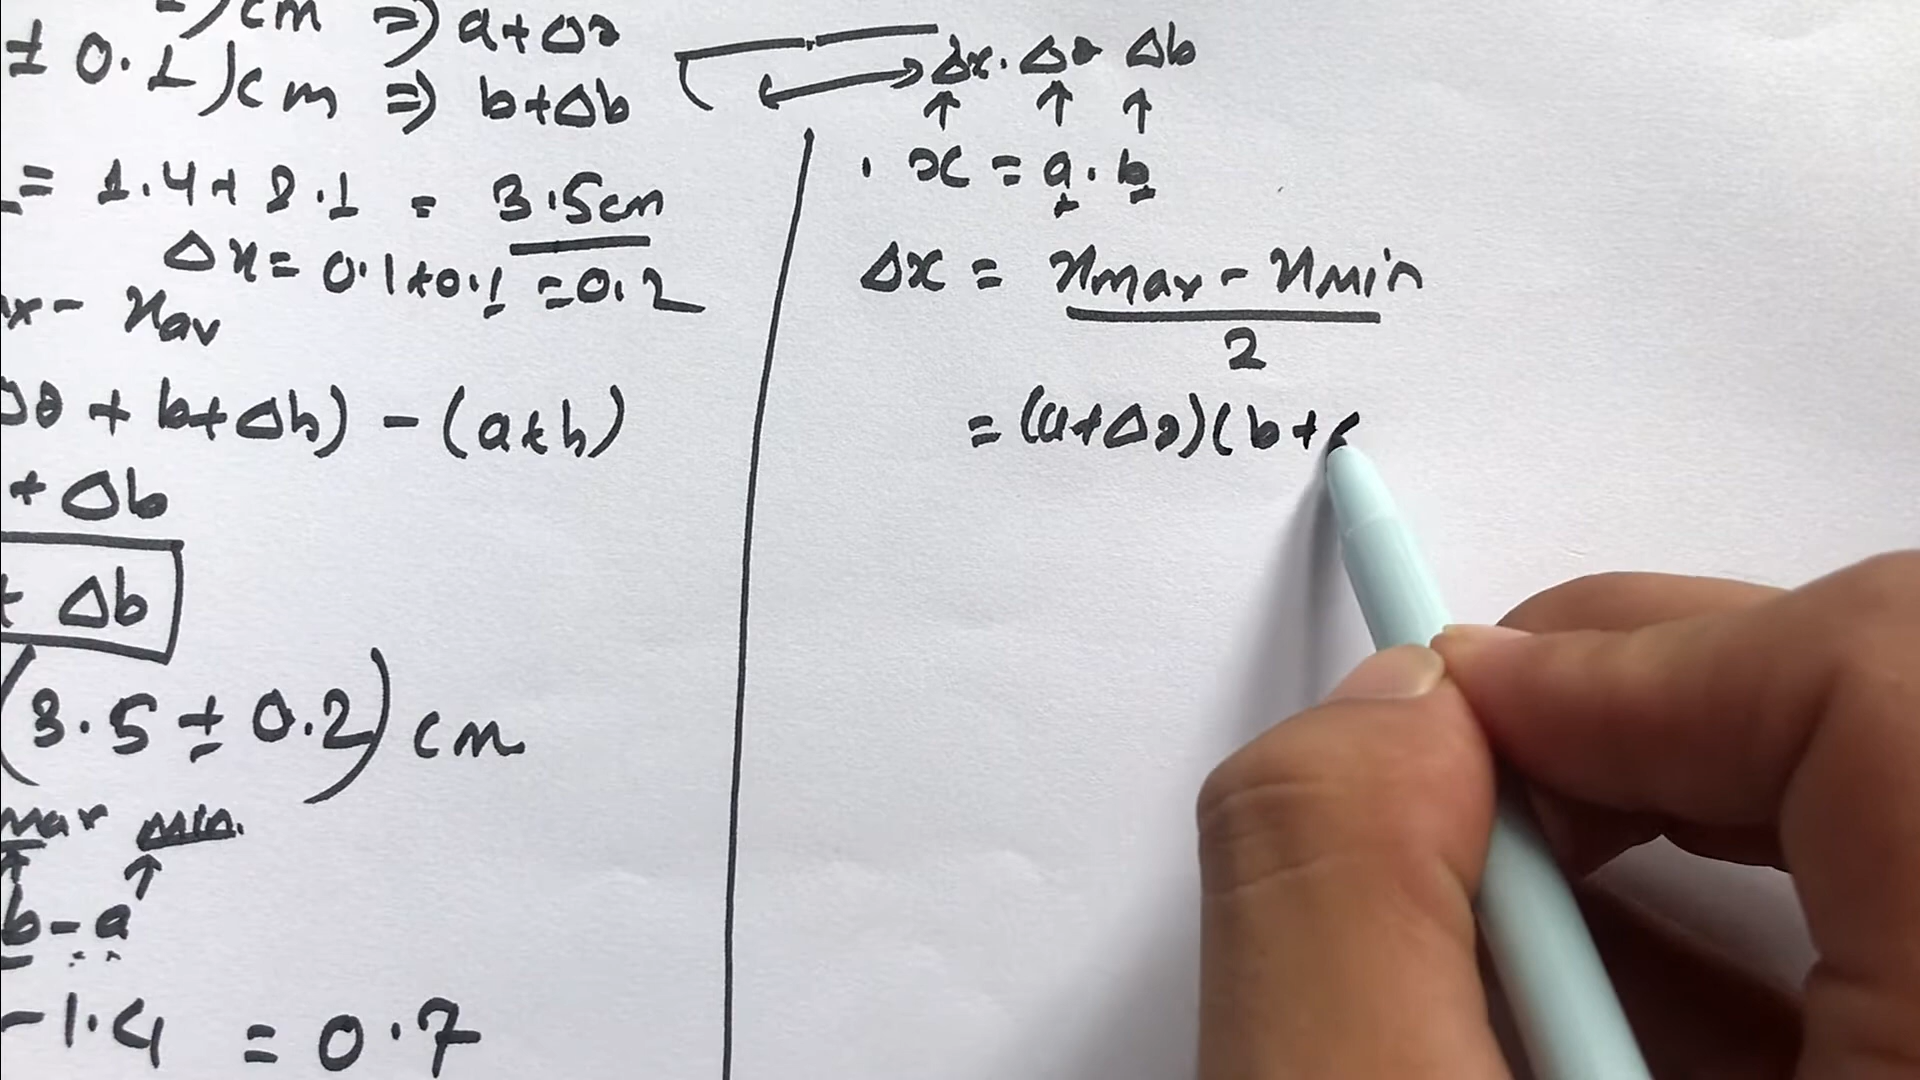 )cm ⇒ a+Δa
± 0.1)cm ⇒ b+Δb
= 1.4+2.1 = 3.5cm
Δx = 0.1+0.1 = 0.2
x - xav
Δa + b+Δb) - (a+b)
+ Δb
+ Δb
(3.5 ± 0.2) cm
max min.
b - a
- 1.4 = 0.7
Δx. Δa Δb
. x = a . b
Δx = xmax - xmin
2
= (a+Δa)(b+